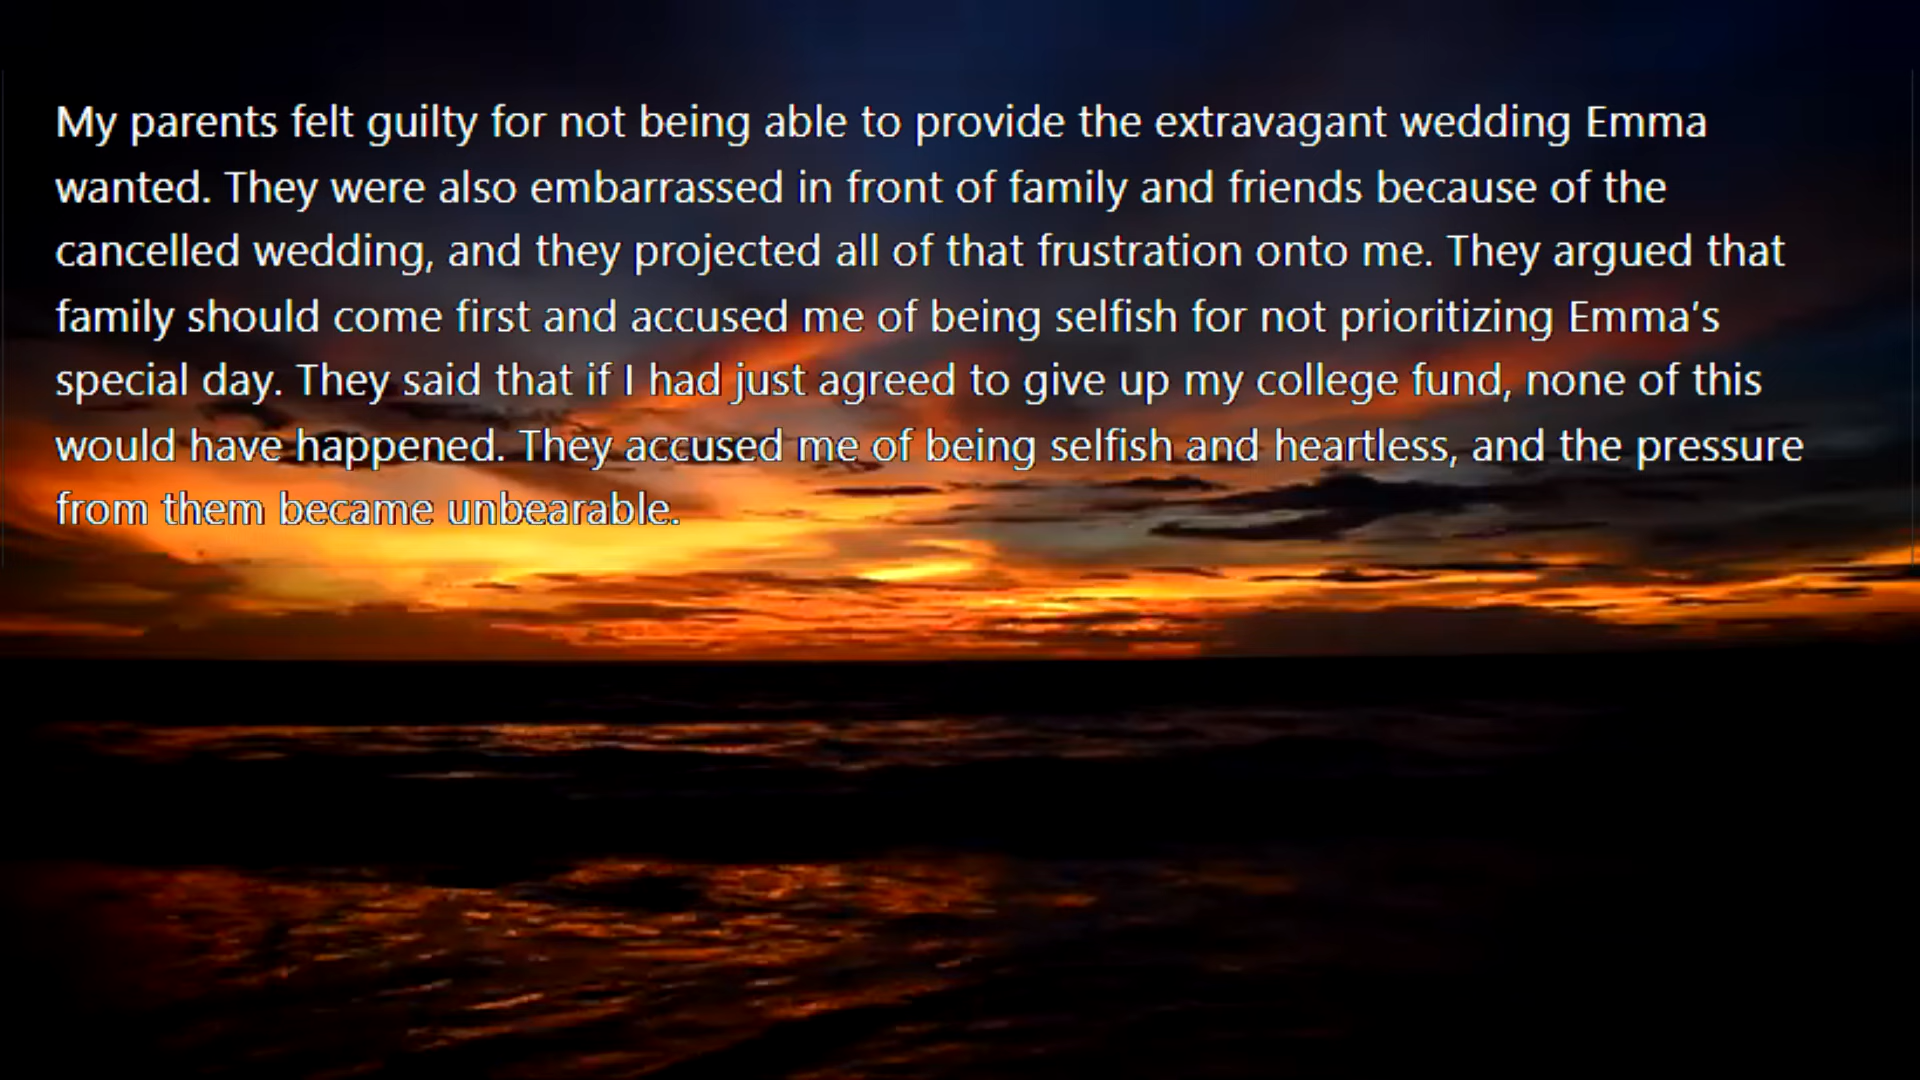 My parents felt guilty for not being able to provide the extravagant wedding Emma
wanted. They were also embarrassed in front of family and friends because of the
cancelled wedding, and they projected all of that frustration onto me. They argued that
family should come first and accused me of being selfish for not prioritizing Emma's
special day. They said that if I had just agreed to give up my college fund, none of this
would have happened. They accused me of being selfish and heartless, and the pressure
from them became unbearable.